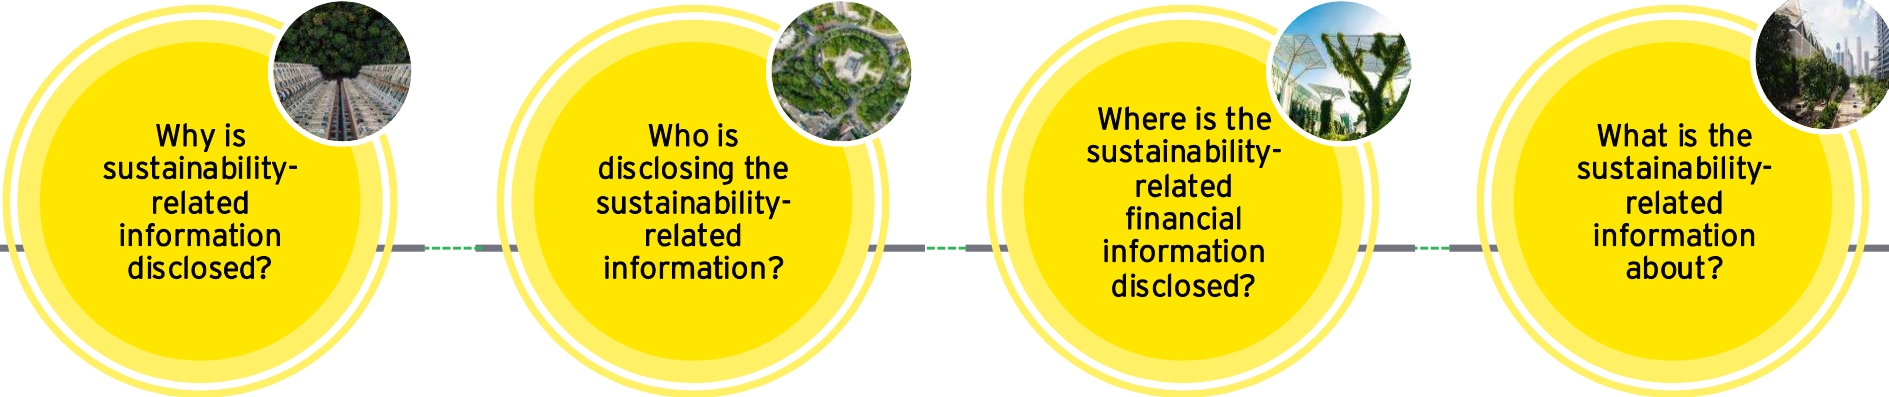 Why is
sustainability-
related
information
disclosed?
Who is
disclosing the
sustainability-
related
information?
Where is the
sustainability-
related
financial
information
disclosed?
What is the
sustainability-
related
information
about?